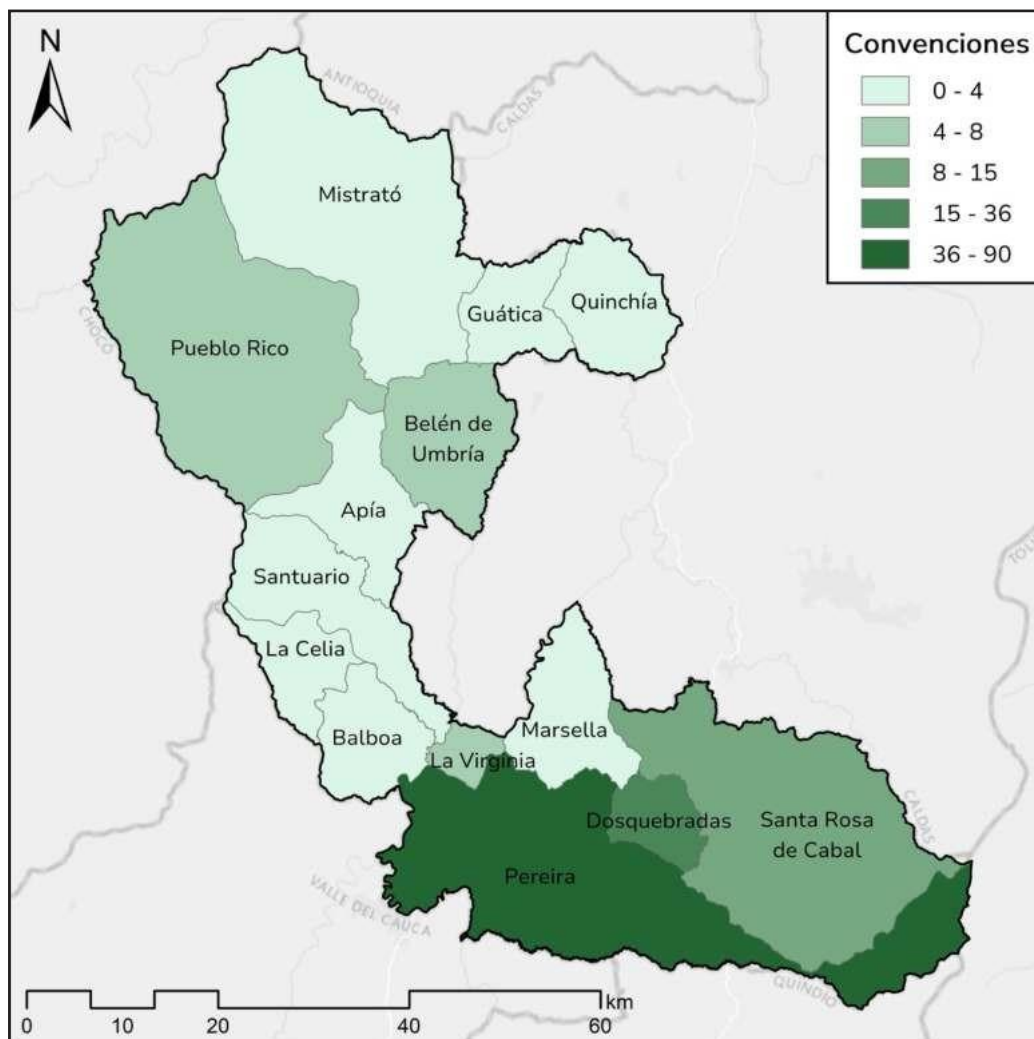 N
Convenciones
0 - 4
4 - 8
8 - 15
15 - 36
36 - 90
ANTIOQUIA
CALDAS
Mistrató
Guática
Quinchía
CHOCÓ
Pueblo Rico
Belén de
Umbría
Apía
Santuario
La Celia
Balboa
La Virginia
Marsella
Dosquebradas
Santa Rosa
de Cabal
CALDAS
Pereira
VALLE DEL CAUCA
QUINDIO
km
0 10 20 40 60